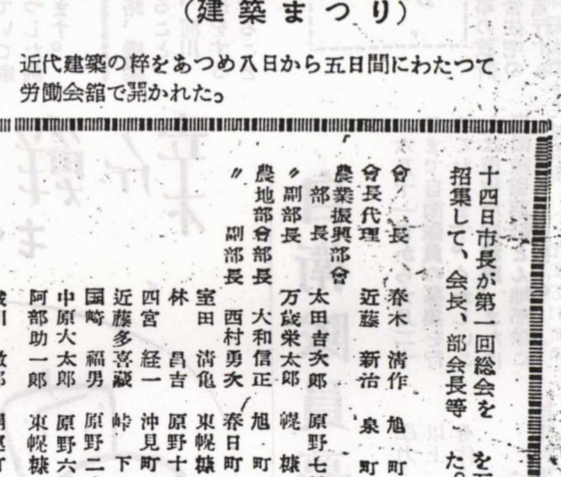 （建築まつり）
近代建築の粋をあつめ八日から五日間にわたつて
労働会舘で開かれた。
十四日市長が第一回総会を
招集して、会長、部会長等
會長 春木 清作 旭町
會長代理 近藤 新治 泉町
農業振興部會
部長 太田吉次郎 原野七
〃副部長 万歳栄太郎 幌糠
農地部會部長 大和信正 旭町
〃 副部長 西村勇次 春日町
室田 清亀 東幌糠
林 昌吉 原野十
四宮 経一 沖見町
近藤多喜蔵 峠下
国崎 福男 原野二
中原大太郎 原野六
阿部助一郎 東幌糠